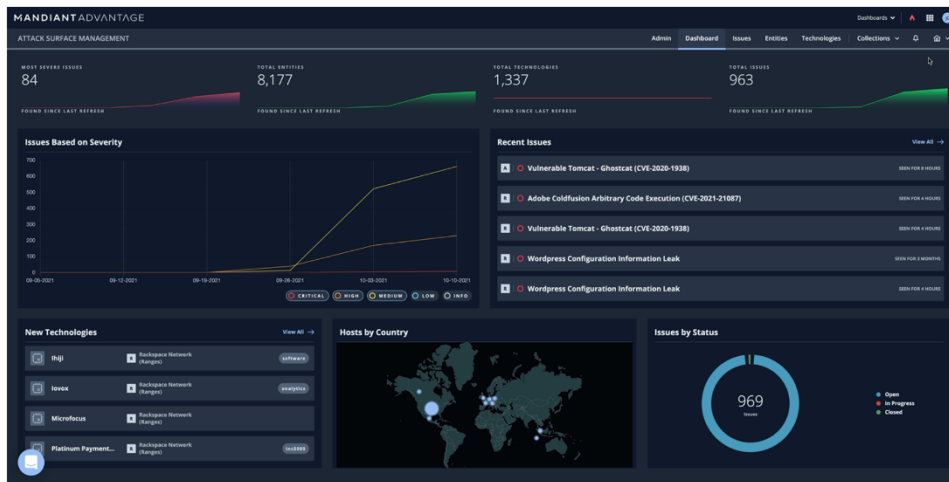 MANDIANT ADVANTAGE
Dashboards
ATTACK SURFACE MANAGEMENT
Admin Dashboard Issues Entities Technologies Collections
MOST SEVERE ISSUES
84
FOUND SINCE LAST REFRESH
TOTAL ENTITIES
8,177
FOUND SINCE LAST REFRESH
TOTAL TECHNOLOGIES
1,337
FOUND SINCE LAST REFRESH
TOTAL ISSUES
963
FOUND SINCE LAST REFRESH
Issues Based on Severity
700
600
500
400
300
200
100
0
09-05-2021 09-12-2021 09-19-2021 09-26-2021 10-03-2021 10-10-2021
CRITICAL HIGH MEDIUM LOW INFO
Recent Issues View All →
Vulnerable Tomcat - Ghostcat (CVE-2020-1938) SEEN FOR 8 HOURS
R Adobe Coldfusion Arbitrary Code Execution (CVE-2021-21087) SEEN FOR 4 HOURS
R Vulnerable Tomcat - Ghostcat (CVE-2020-1938) SEEN FOR 4 HOURS
R Wordpress Configuration Information Leak SEEN FOR 3 MONTHS
R Wordpress Configuration Information Leak SEEN FOR 4 HOURS
New Technologies View All →
R Rackspace Network
(Ranges)
software
lovox
R Rackspace Network
(Ranges)
analytics
Microfocus
R Rackspace Network
(Ranges)
Platinum Payment...
R Rackspace Network
(Ranges)
Hosts by Country
Issues by Status
969
ISSUES
Open
In Progress
Closed